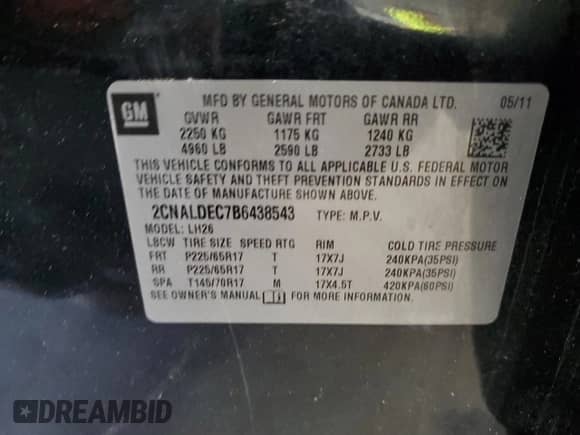 GM
MFD BY GENERAL MOTORS OF CANADA LTD. 05/11
GVWR GAWR FRT GAWR RR
2250 KG 1175 KG 1240 KG
4960 LB 2590 LB 2733 LB
THIS VEHICLE CONFORMS TO ALL APPLICABLE U.S. FEDERAL MOTOR
VEHICLE SAFETY AND THEFT PREVENTION STANDARDS IN EFFECT ON
THE DATE OF MANUFACTURE SHOWN ABOVE.
2CNALDEC7B6438543 TYPE: M.P.V.
MODEL: LH26
LBCW TIRE SIZE SPEED RTG RIM COLD TIRE PRESSURE
FRT P225/65R17 T 17X7J 240KPA(35PSI)
RR P225/65R17 T 17X7J 240KPA(35PSI)
SPA T145/70R17 M 17X4.5T 420KPA(60PSI)
SEE OWNER'S MANUAL FOR MORE INFORMATION.
DREAMBID